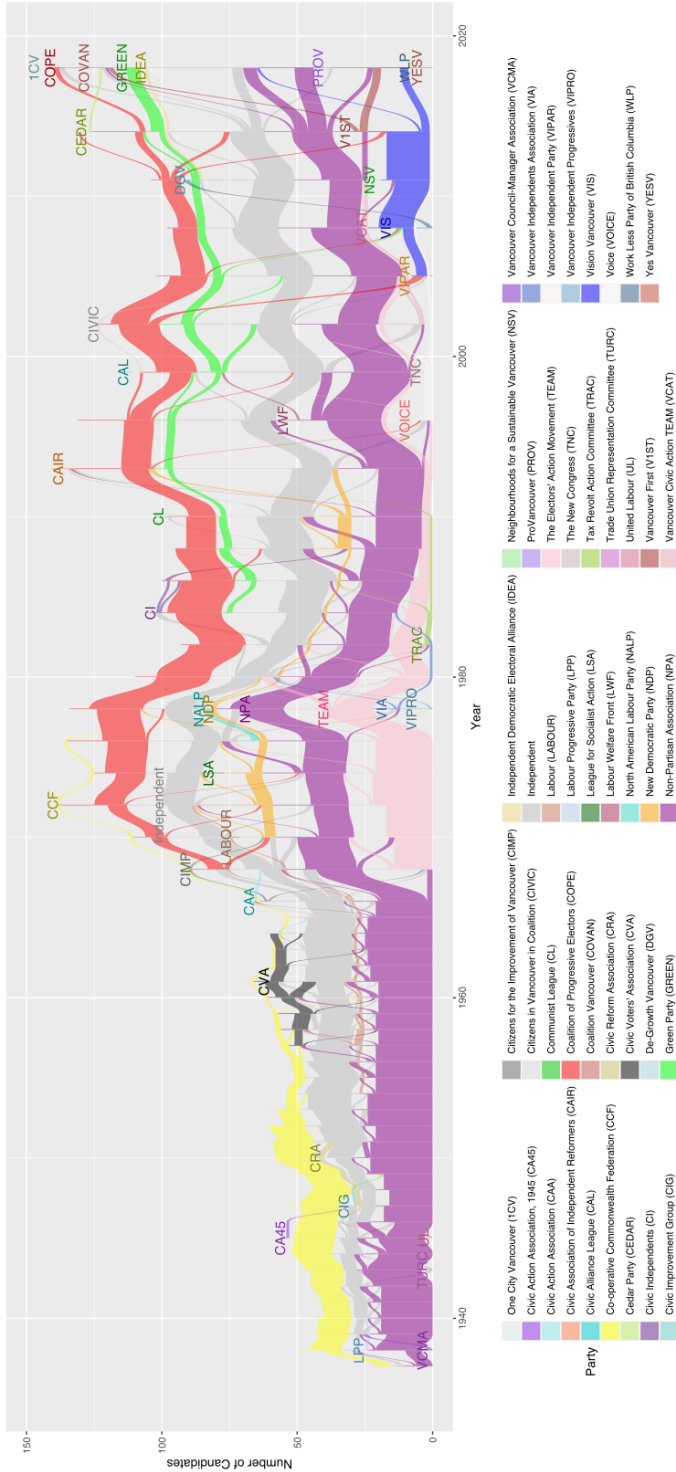 1CV
COPE
COVAN
GREEN
IDEA
CEDAR
DGV
PROV
WLP
YESV
V1ST
NSV
VCAT
VIS
VIPAR
CIVIC
CAL
TNC
LWF
VOICE
CAIR
CL
CI
TRAC
NALP
NDP
NPA
TEAM
VIA
VIPRO
CCF
Independent
LSA
CIMP
LABOUR
CAA
CVA
CRA
CIG
CA45
TURC UL
LPP
VCMA
150
100
50
0
Number of Candidates
1940
1960
1980
2000
2020
Year
Party
One City Vancouver (1CV)
Civic Action Association, 1945 (CA45)
Civic Action Association (CAA)
Civic Association of Independent Reformers (CAIR)
Civic Alliance League (CAL)
Co-operative Commonwealth Federation (CCF)
Cedar Party (CEDAR)
Civic Independents (CI)
Civic Improvement Group (CIG)
Citizens for the Improvement of Vancouver (CIMP)
Citizens in Vancouver in Coalition (CIVIC)
Communist League (CL)
Coalition of Progressive Electors (COPE)
Coalition Vancouver (COVAN)
Civic Reform Association (CRA)
Civic Voters' Association (CVA)
De-Growth Vancouver (DGV)
Green Party (GREEN)
Independent Democratic Electoral Alliance (IDEA)
Independent
Labour (LABOUR)
Labour Progressive Party (LPP)
League for Socialist Action (LSA)
Labour Welfare Front (LWF)
North American Labour Party (NALP)
New Democratic Party (NDP)
Non-Partisan Association (NPA)
Neighbourhoods for a Sustainable Vancouver (NSV)
ProVancouver (PROV)
The Electors' Action Movement (TEAM)
The New Congress (TNC)
Tax Revolt Action Committee (TRAC)
Trade Union Representation Committee (TURC)
United Labour (UL)
Vancouver First (V1ST)
Vancouver Civic Action TEAM (VCAT)
Vancouver Council-Manager Association (VCMA)
Vancouver Independents Association (VIA)
Vancouver Independent Party (VIPAR)
Vancouver Independent Progressives (VIPRO)
Vision Vancouver (VIS)
Voice (VOICE)
Work Less Party of British Columbia (WLP)
Yes Vancouver (YESV)